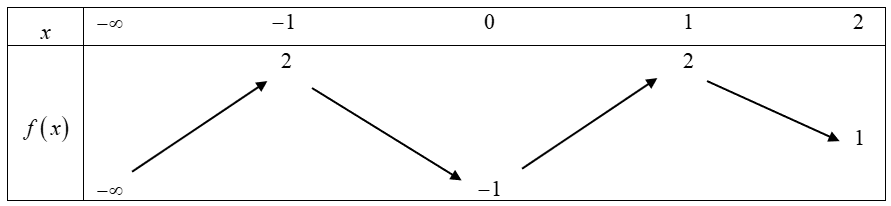 x −∞ −1 0 1 2
2 2
f(x) 1
−∞ −1